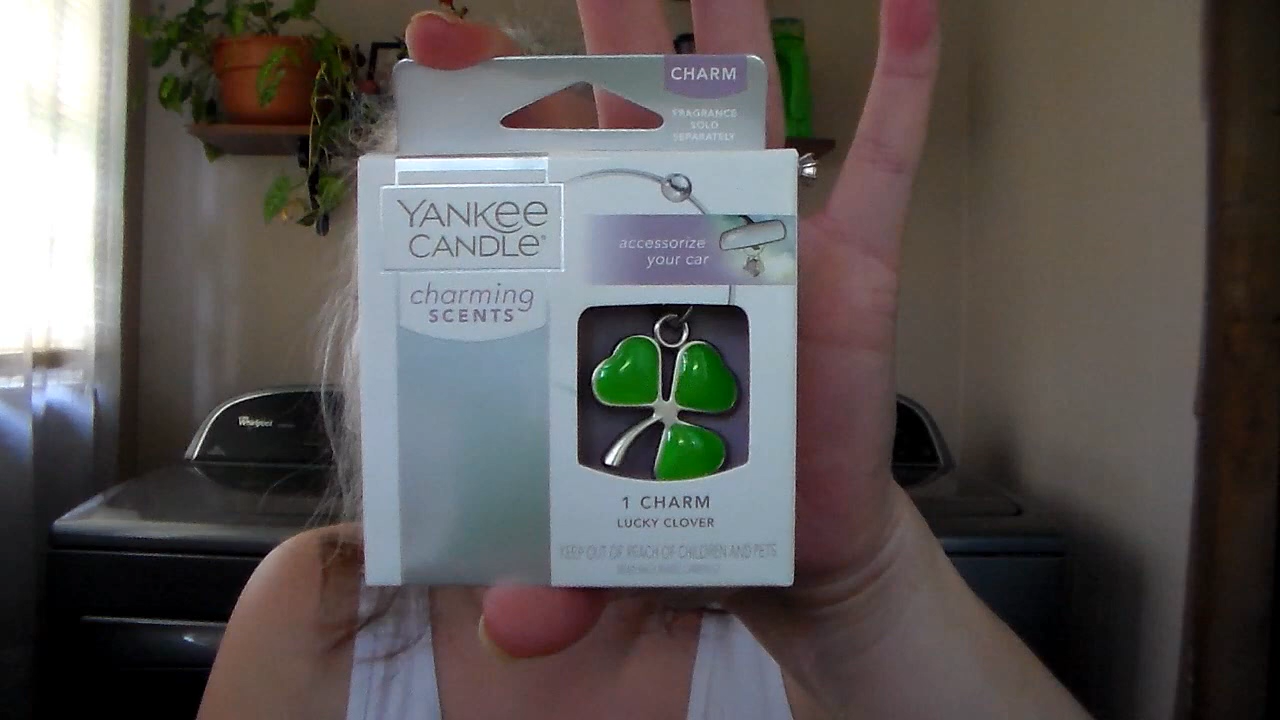 CHARM
FRAGRANCE
SOLD
SEPARATELY
YANKEE
CANDLE®
accessorize
your car
charming
SCENTS
1 CHARM
LUCKY CLOVER
KEEP OUT OF REACH OF CHILDREN AND PETS
Whirlpool